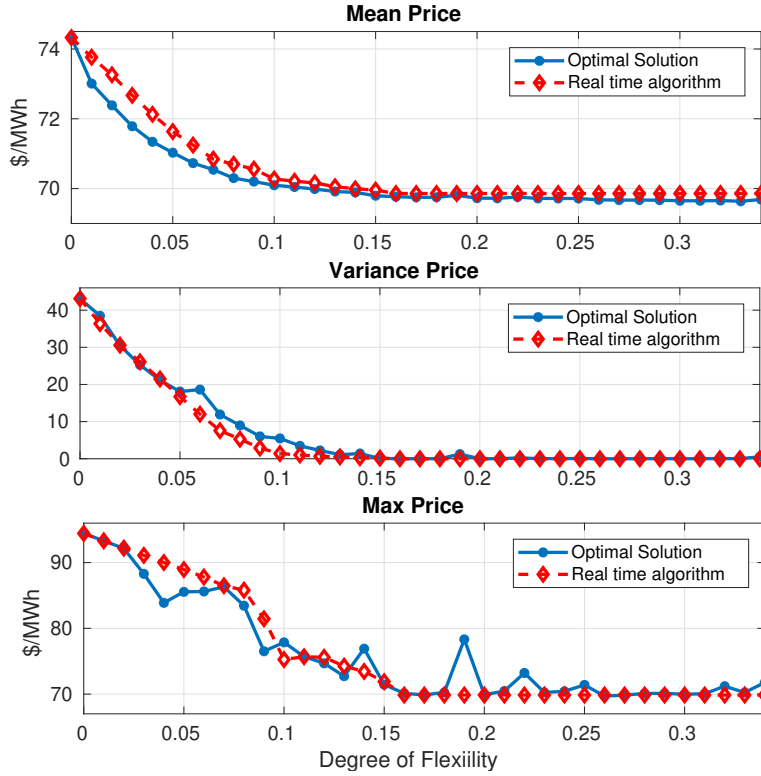 Mean Price
74
72
70
$/MWh
Optimal Solution
Real time algorithm
0
0.05
0.1
0.15
0.2
0.25
0.3
Variance Price
40
30
20
10
0
Optimal Solution
Real time algorithm
0
0.05
0.1
0.15
0.2
0.25
0.3
Max Price
90
80
70
$/MWh
Optimal Solution
Real time algorithm
0
0.05
0.1
0.15
0.2
0.25
0.3
Degree of Flexiility